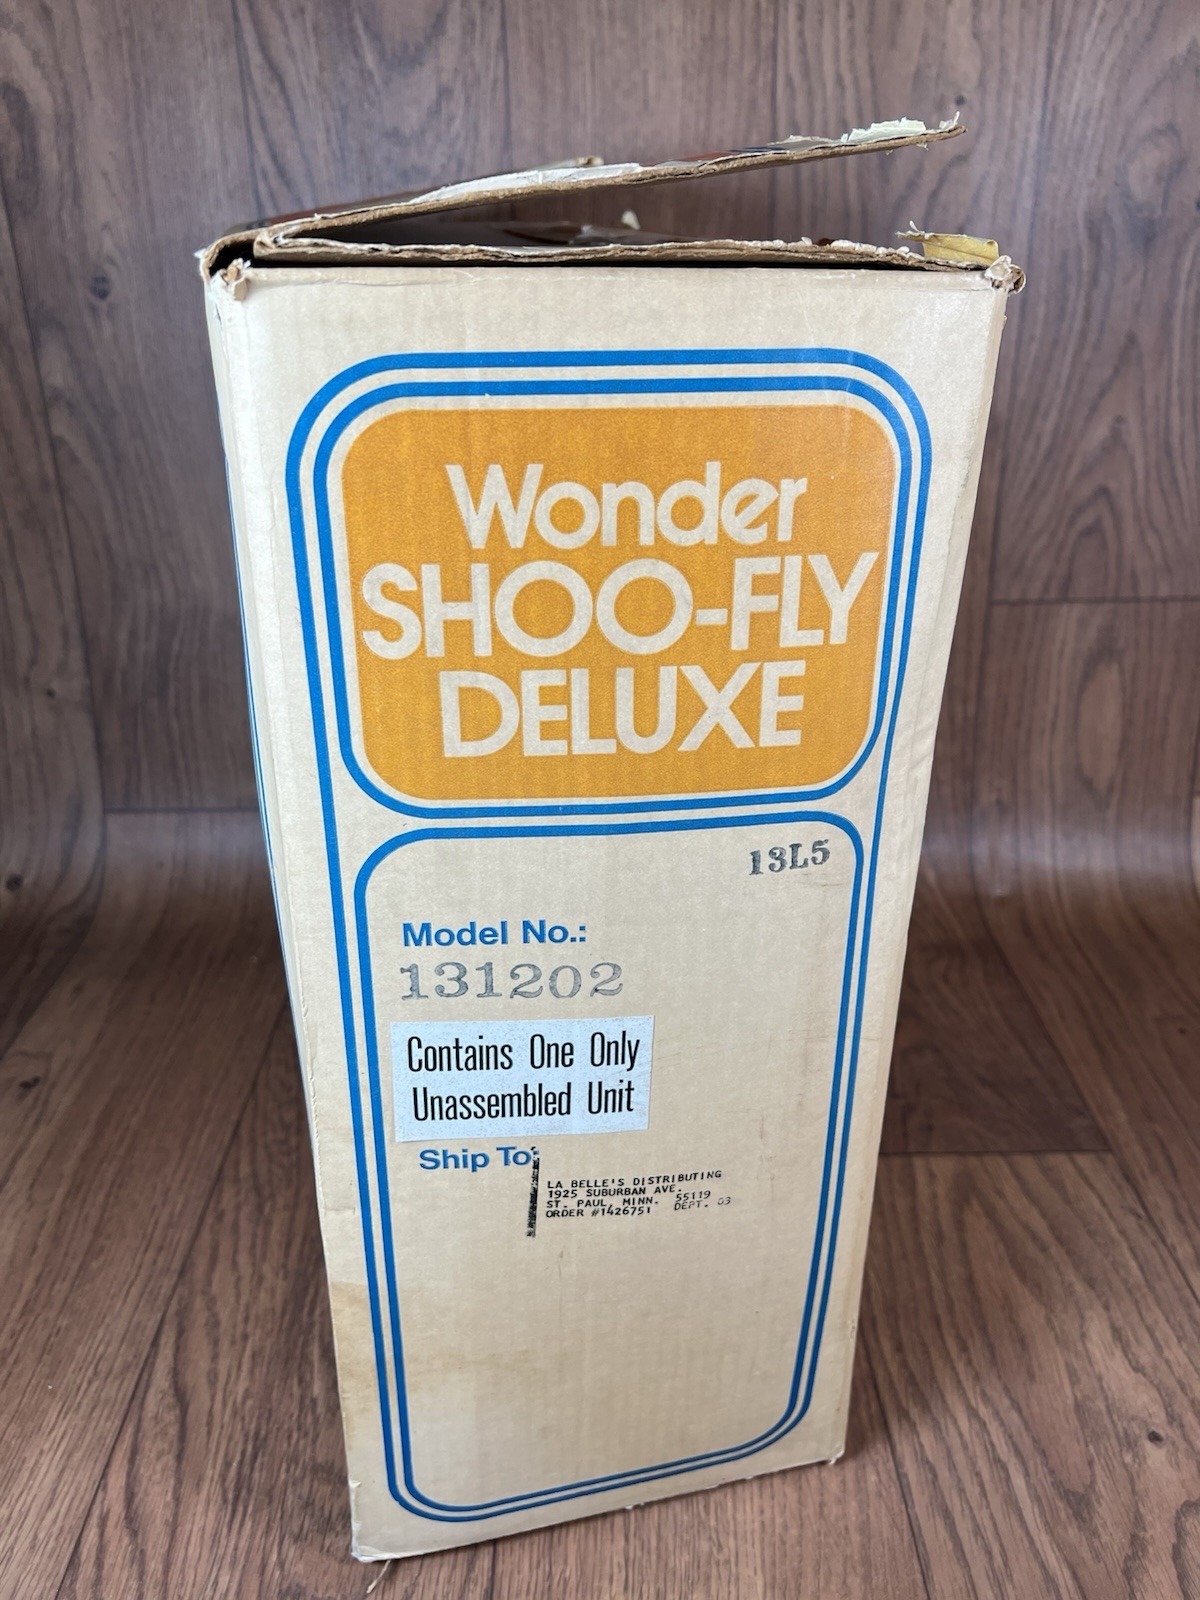 Wonder
SHOO-FLY
DELUXE
13L5
Model No.:
131202
Contains One Only
Unassembled Unit
Ship To:
LA BELLE'S DISTRIBUTING
1925 SUBURBAN AVE.
ST. PAUL, MINN. 55119
ORDER #1426751 DEPT. 03